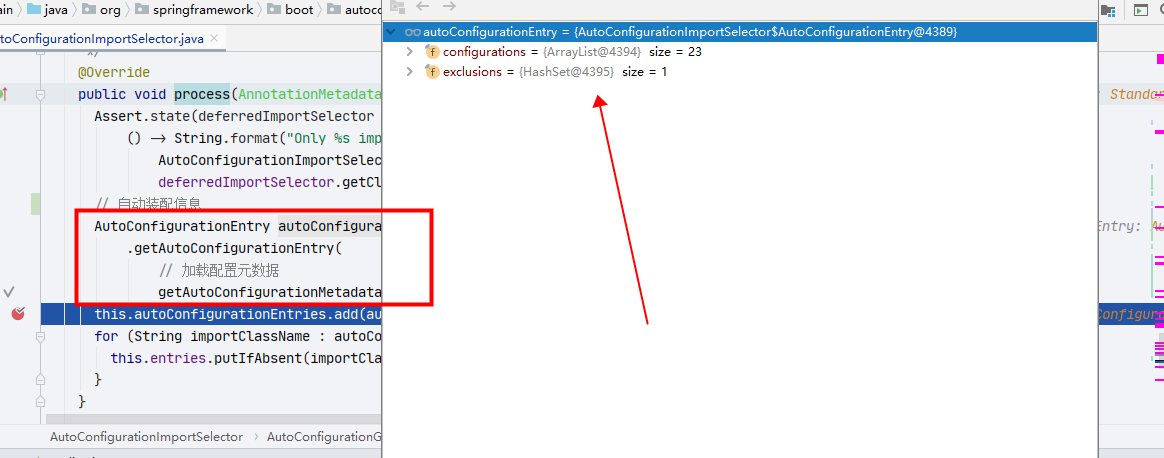 ain › java › org › springframework › boot › autoco
toConfigurationImportSelector.java ×
*/
@Override
public void process(AnnotationMetadata
Assert.state(deferredImportSelector
() -> String.format("Only %s imp
AutoConfigurationImportSelec
deferredImportSelector.getCl
// 自动装配信息
AutoConfigurationEntry autoConfigura
.getAutoConfigurationEntry(
// 加载配置元数据
getAutoConfigurationMetadata
this.autoConfigurationEntries.add(au
for (String importClassName : autoCo
this.entries.putIfAbsent(importCla
}
}
AutoConfigurationImportSelector › AutoConfigurationG
autoConfigurationEntry = {AutoConfigurationImportSelector$AutoConfigurationEntry@4389}
f configurations = {ArrayList@4394} size = 23
f exclusions = {HashSet@4395} size = 1
Standa
Entry: Au
Configura